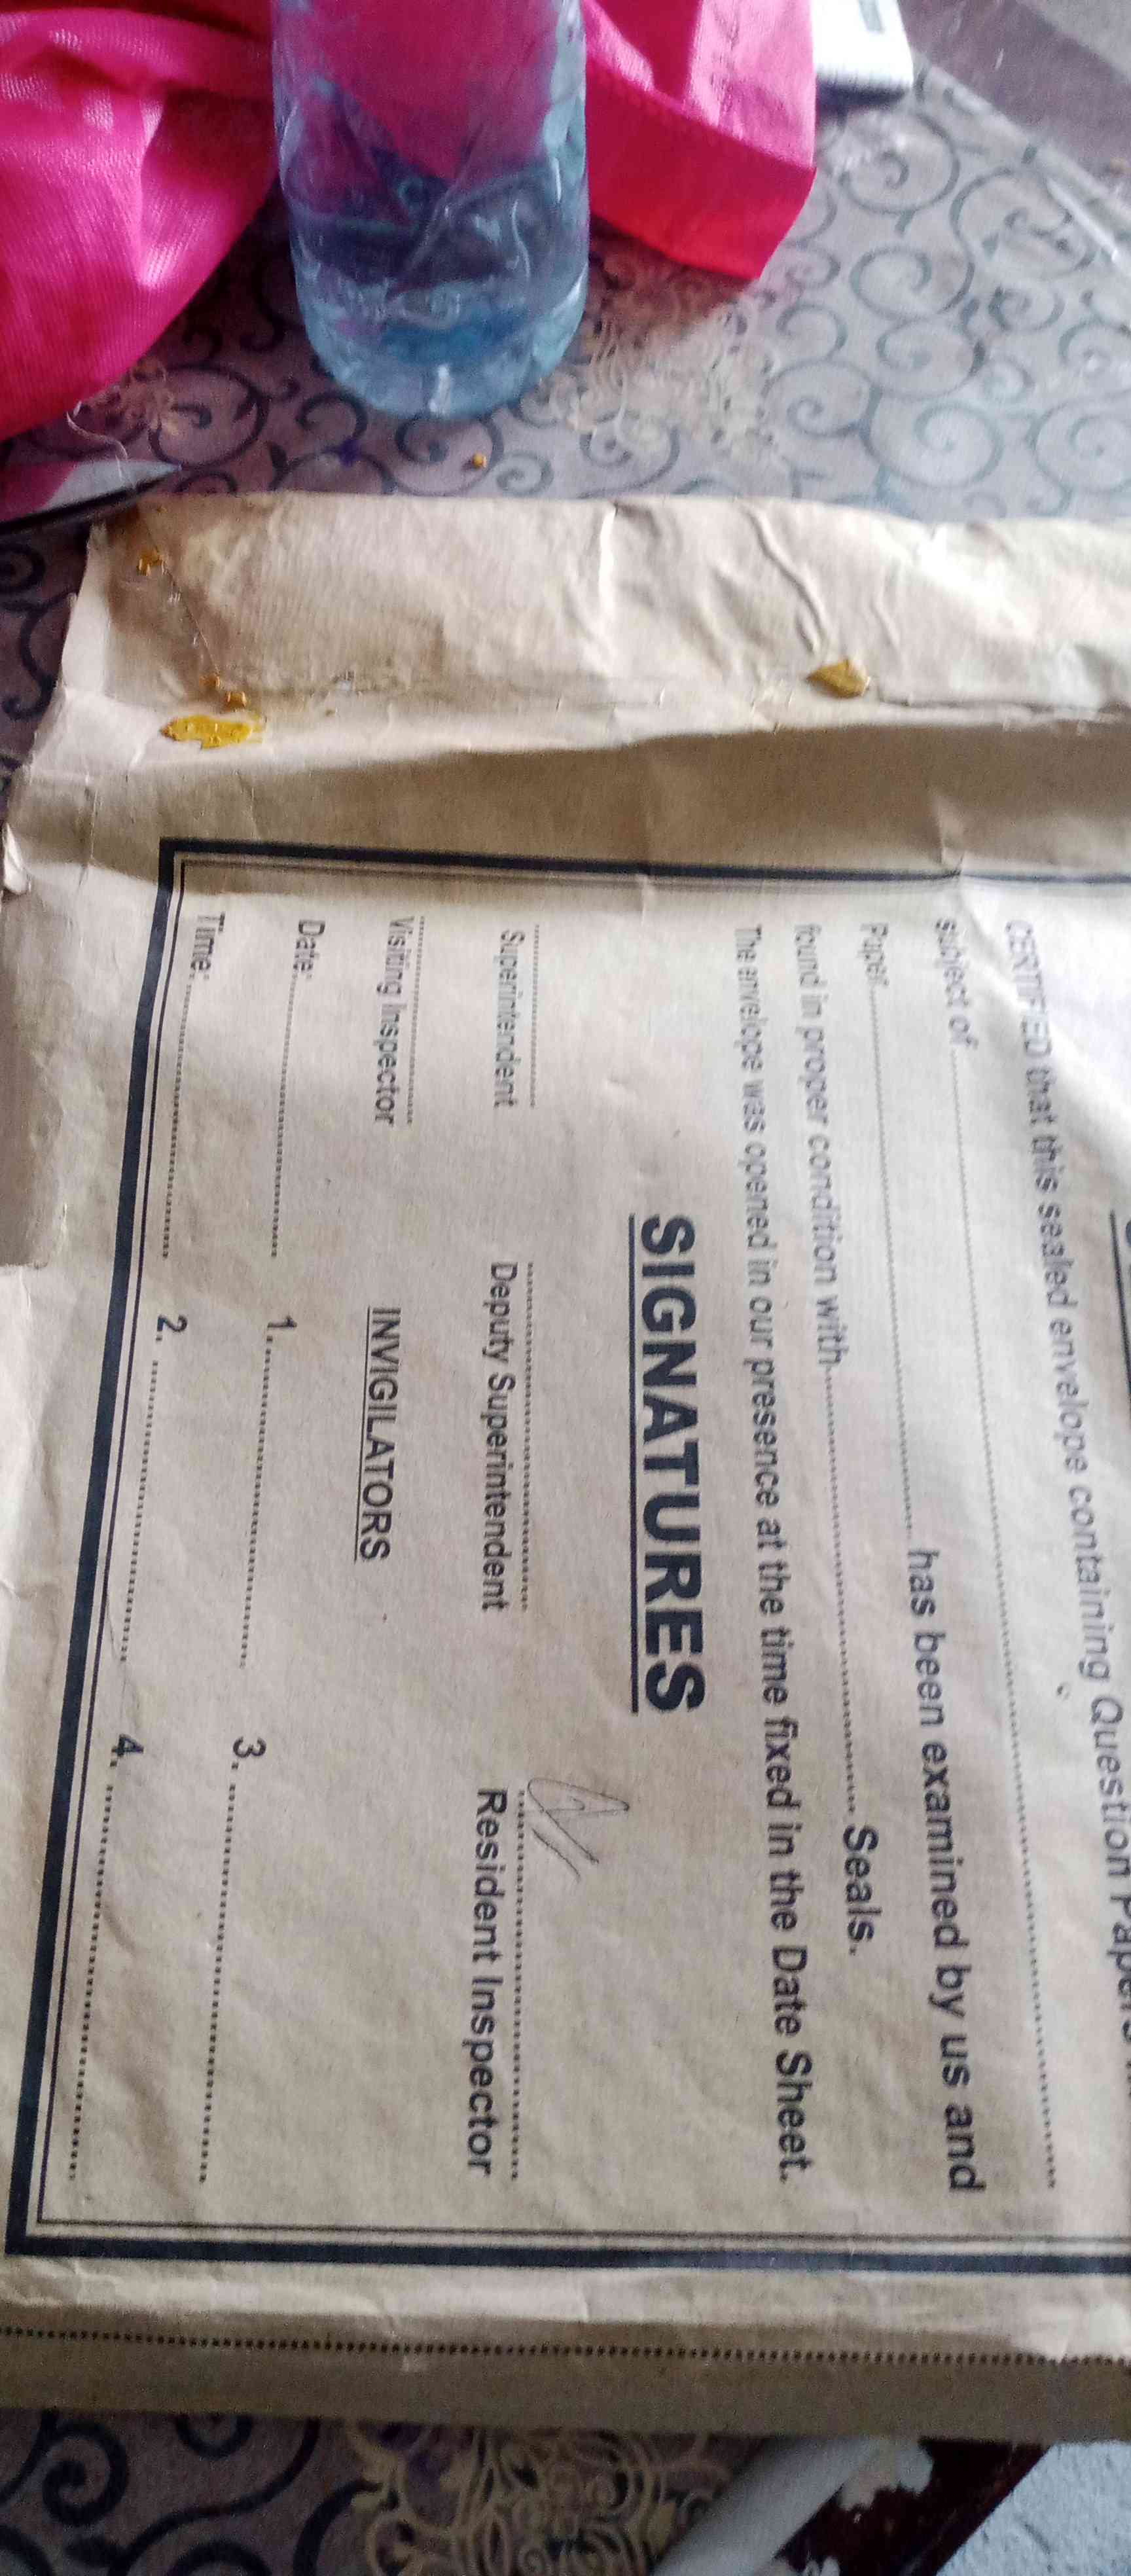 CERTIFIED that this sealed envelope containing Question Papers
subject of
Paper has been examined by us and
found in proper condition with Seals.
The envelope was opened in our presence at the time fixed in the Date Sheet.
SIGNATURES
Superintendent Deputy Superintendent Resident Inspector
Visiting Inspector INVIGILATORS
Date: 1. 3.
Time: 2. 4.